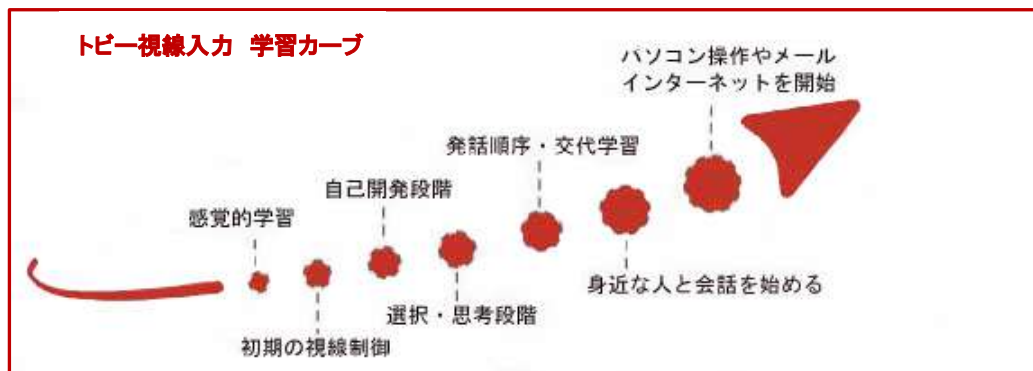 トビー視線入力 学習カーブ
感覚的学習
初期の視線制御
自己開発段階
選択・思考段階
発話順序・交代学習
身近な人と会話を始める
パソコン操作やメール
インターネットを開始